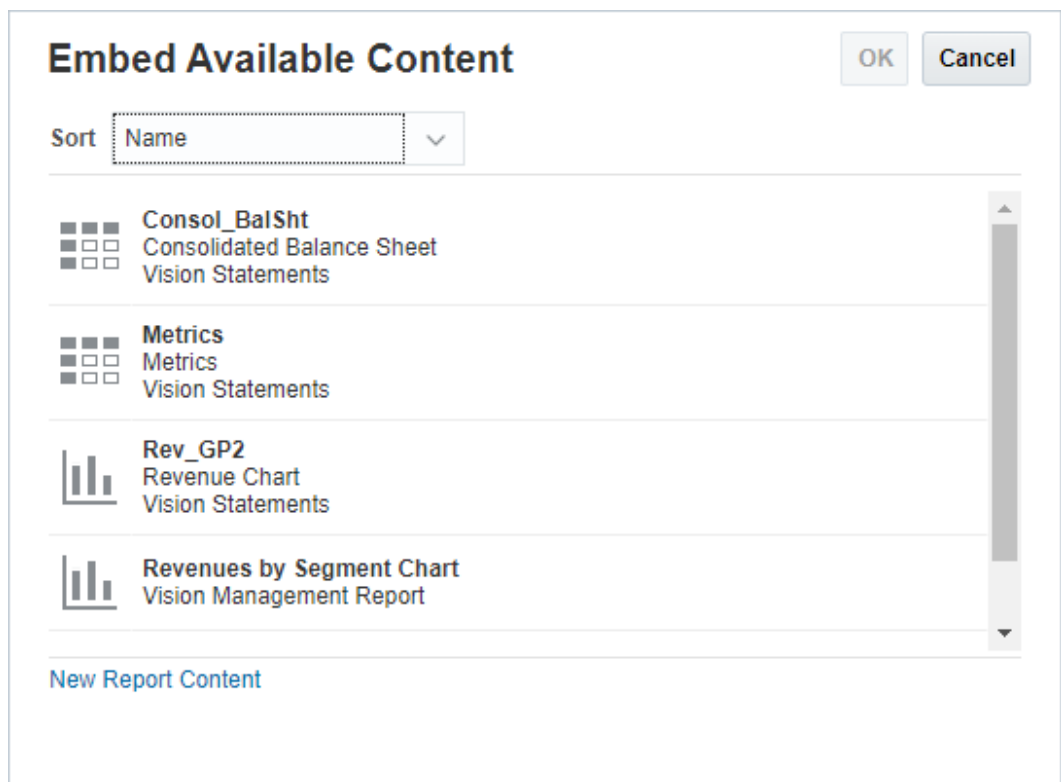 Embed Available Content
OK
Cancel
Sort
Name
Consol_BalSht
Consolidated Balance Sheet
Vision Statements
Metrics
Metrics
Vision Statements
Rev_GP2
Revenue Chart
Vision Statements
Revenues by Segment Chart
Vision Management Report
New Report Content